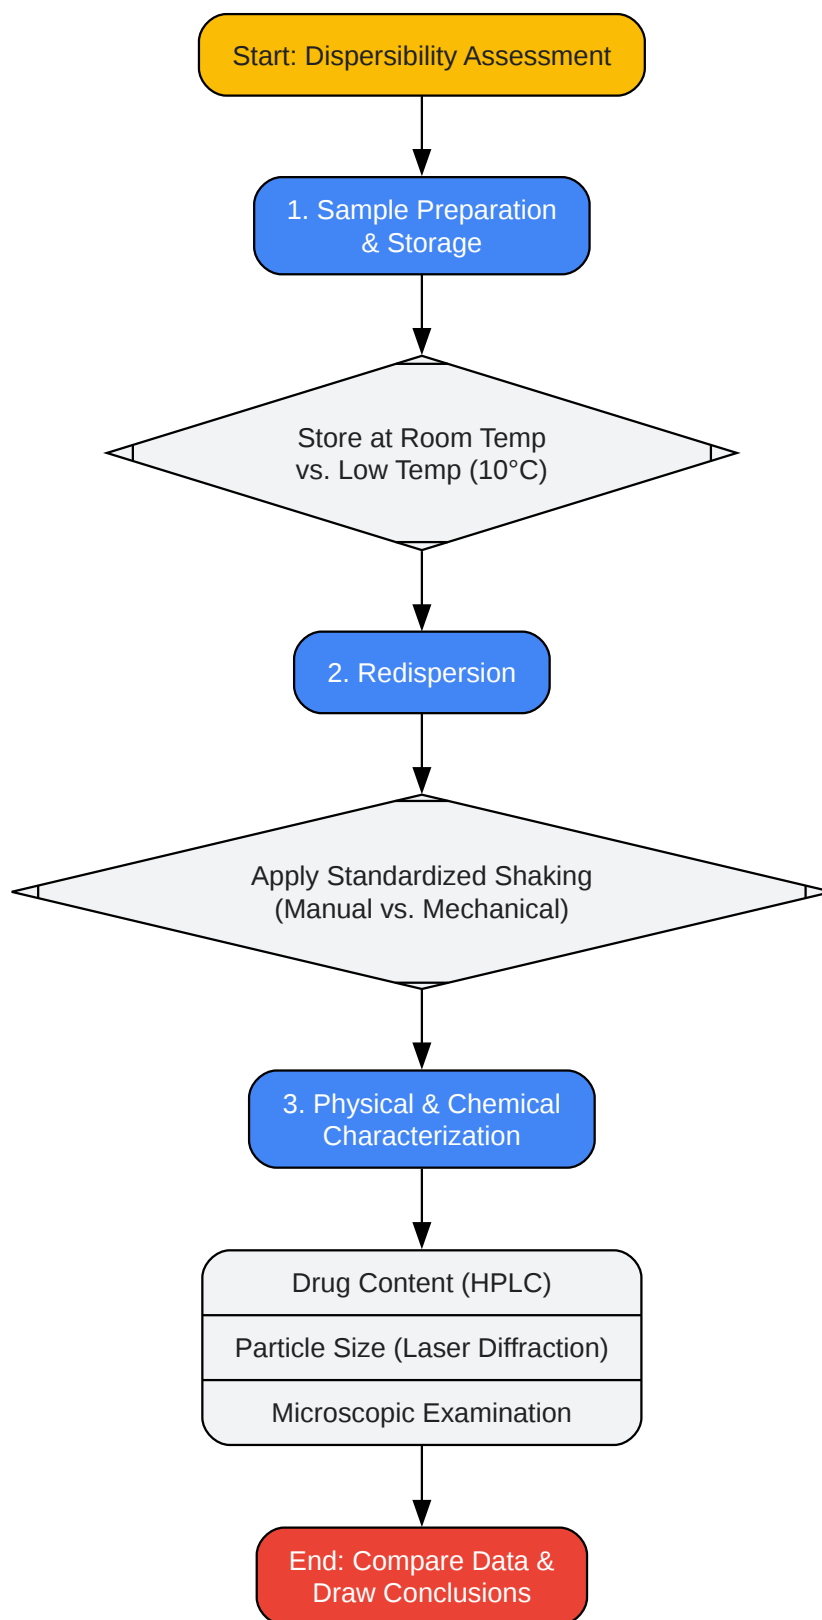 Start: Dispersibility Assessment
1. Sample Preparation
& Storage
Store at Room Temp
vs. Low Temp (10°C)
2. Redispersion
Apply Standardized Shaking
(Manual vs. Mechanical)
3. Physical & Chemical
Characterization
Drug Content (HPLC)
Particle Size (Laser Diffraction)
Microscopic Examination
End: Compare Data &
Draw Conclusions